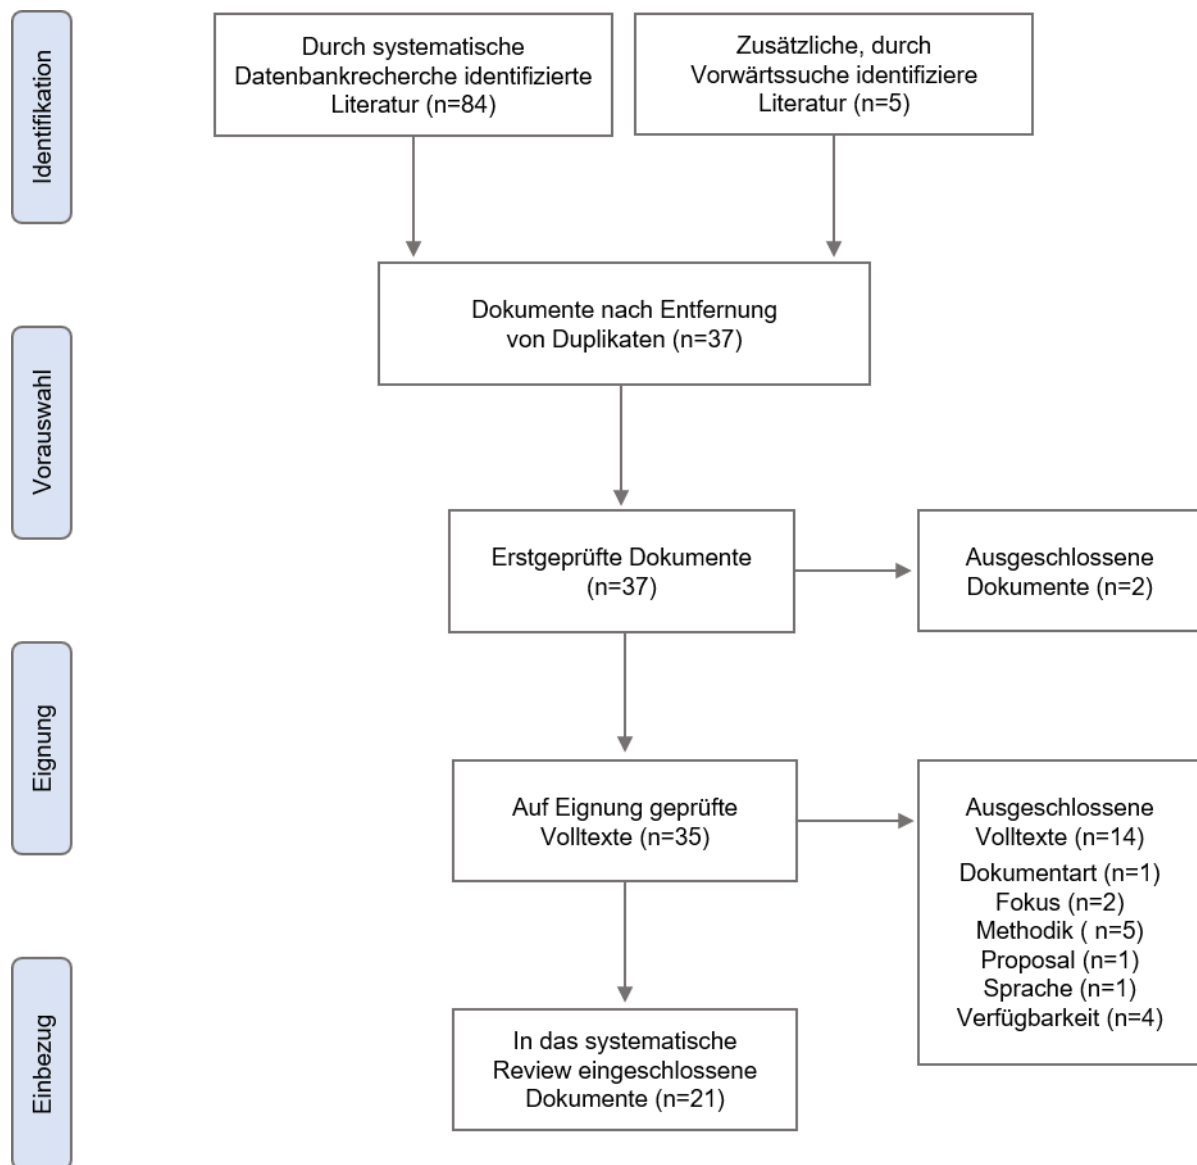 Identifikation
Durch systematische
Datenbankrecherche identifizierte
Literatur (n=84)
Zusätzliche, durch
Vorwärtssuche identifiziere
Literatur (n=5)
Vorauswahl
Dokumente nach Entfernung
von Duplikaten (n=37)
Erstgeprüfte Dokumente
(n=37)
Ausgeschlossene
Dokumente (n=2)
Eignung
Auf Eignung geprüfte
Volltexte (n=35)
Ausgeschlossene
Volltexte (n=14)
Dokumentart (n=1)
Fokus (n=2)
Methodik ( n=5)
Proposal (n=1)
Sprache (n=1)
Verfügbarkeit (n=4)
Einbezug
In das systematische
Review eingeschlossene
Dokumente (n=21)